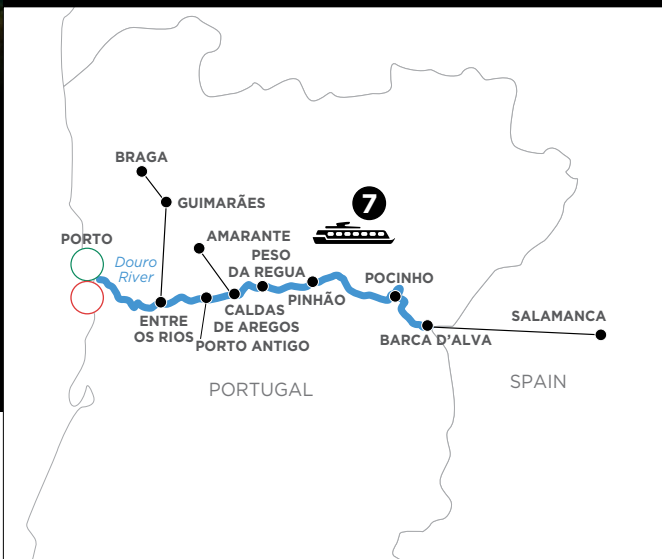 BRAGA
GUIMARÃES
7
PORTO
AMARANTE
Douro
River
PESO
DA REGUA
POCINHO
PINHÃO
ENTRE
OS RIOS
CALDAS
DE AREGOS
PORTO ANTIGO
BARCA D'ALVA
SALAMANCA
PORTUGAL
SPAIN